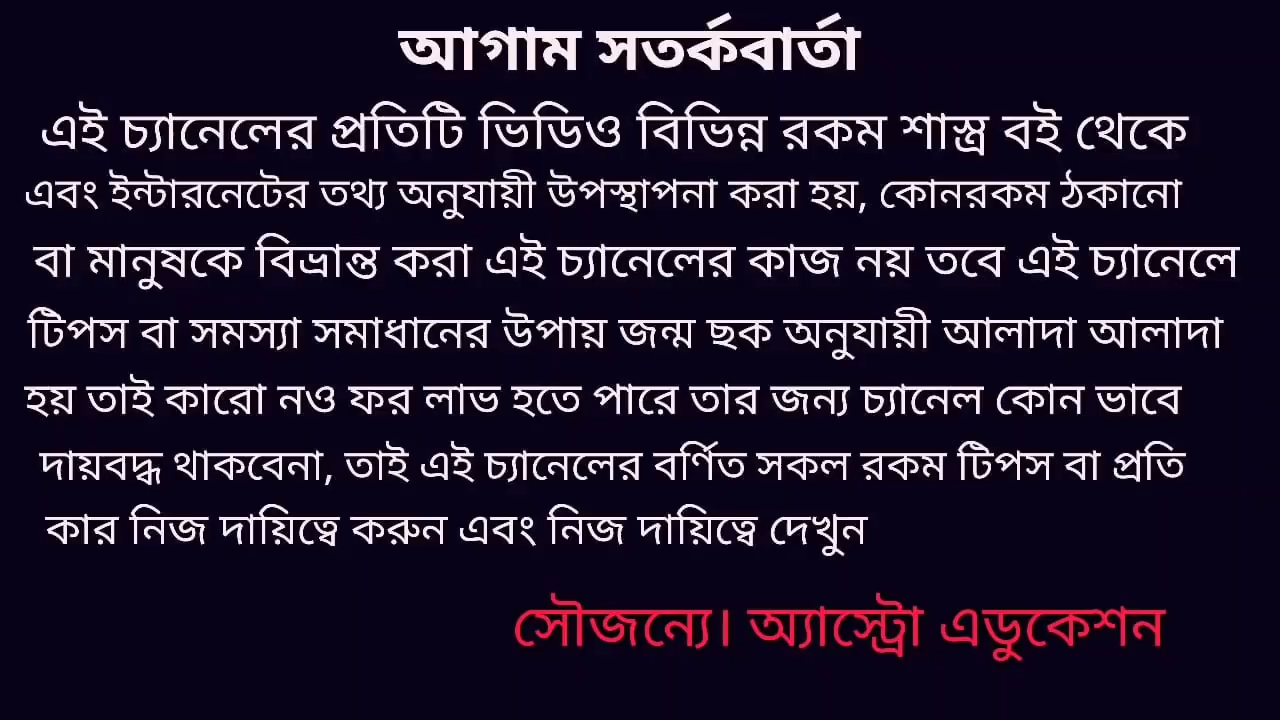 আগাম সতর্কবার্তা
এই চ্যানেলের প্রতিটি ভিডিও বিভিন্ন রকম শাস্ত্র বই থেকে
এবং ইন্টারনেটের তথ্য অনুযায়ী উপস্থাপনা করা হয়, কোনরকম ঠকানো
বা মানুষকে বিভ্রান্ত করা এই চ্যানেলের কাজ নয় তবে এই চ্যানেলে
টিপস বা সমস্যা সমাধানের উপায় জন্ম ছক অনুযায়ী আলাদা আলাদা
হয় তাই কারো নও ফর লাভ হতে পারে তার জন্য চ্যানেল কোন ভাবে
দায়বদ্ধ থাকবেনা, তাই এই চ্যানেলের বর্ণিত সকল রকম টিপস বা প্রতি
কার নিজ দায়িত্বে করুন এবং নিজ দায়িত্বে দেখুন
সৌজন্যে। অ্যাস্ট্রো এডুকেশন